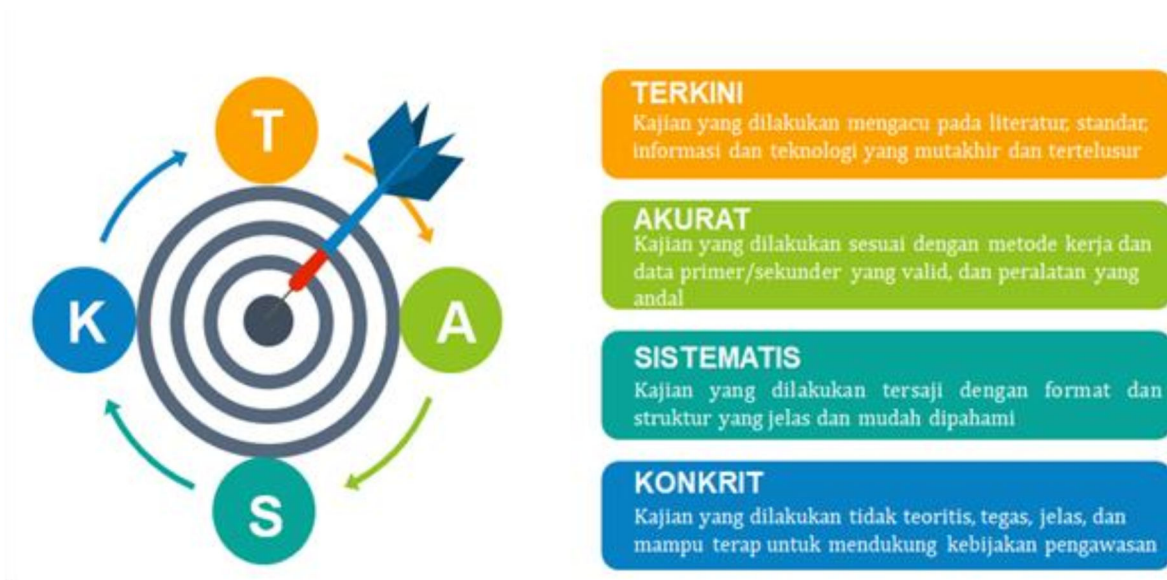 T
A
S
K
TERKINI
Kajian yang dilakukan mengacu pada literatur, standar,
informasi dan teknologi yang mutakhir dan tertelusur
AKURAT
Kajian yang dilakukan sesuai dengan metode kerja dan
data primer/sekunder yang valid, dan peralatan yang
andal
SISTEMATIS
Kajian yang dilakukan tersaji dengan format dan
struktur yang jelas dan mudah dipahami
KONKRIT
Kajian yang dilakukan tidak teoritis, tegas, jelas, dan
mampu terap untuk mendukung kebijakan pengawasan